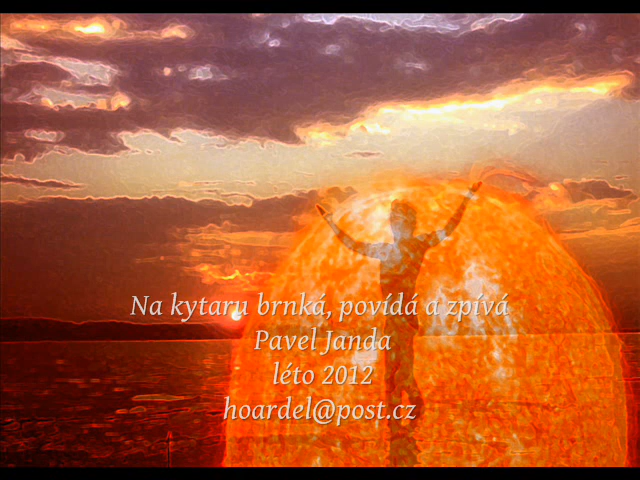 Na kytaru brnká, povídá a zpívá
Pavel Janda
léto 2012
hoardel@post.cz